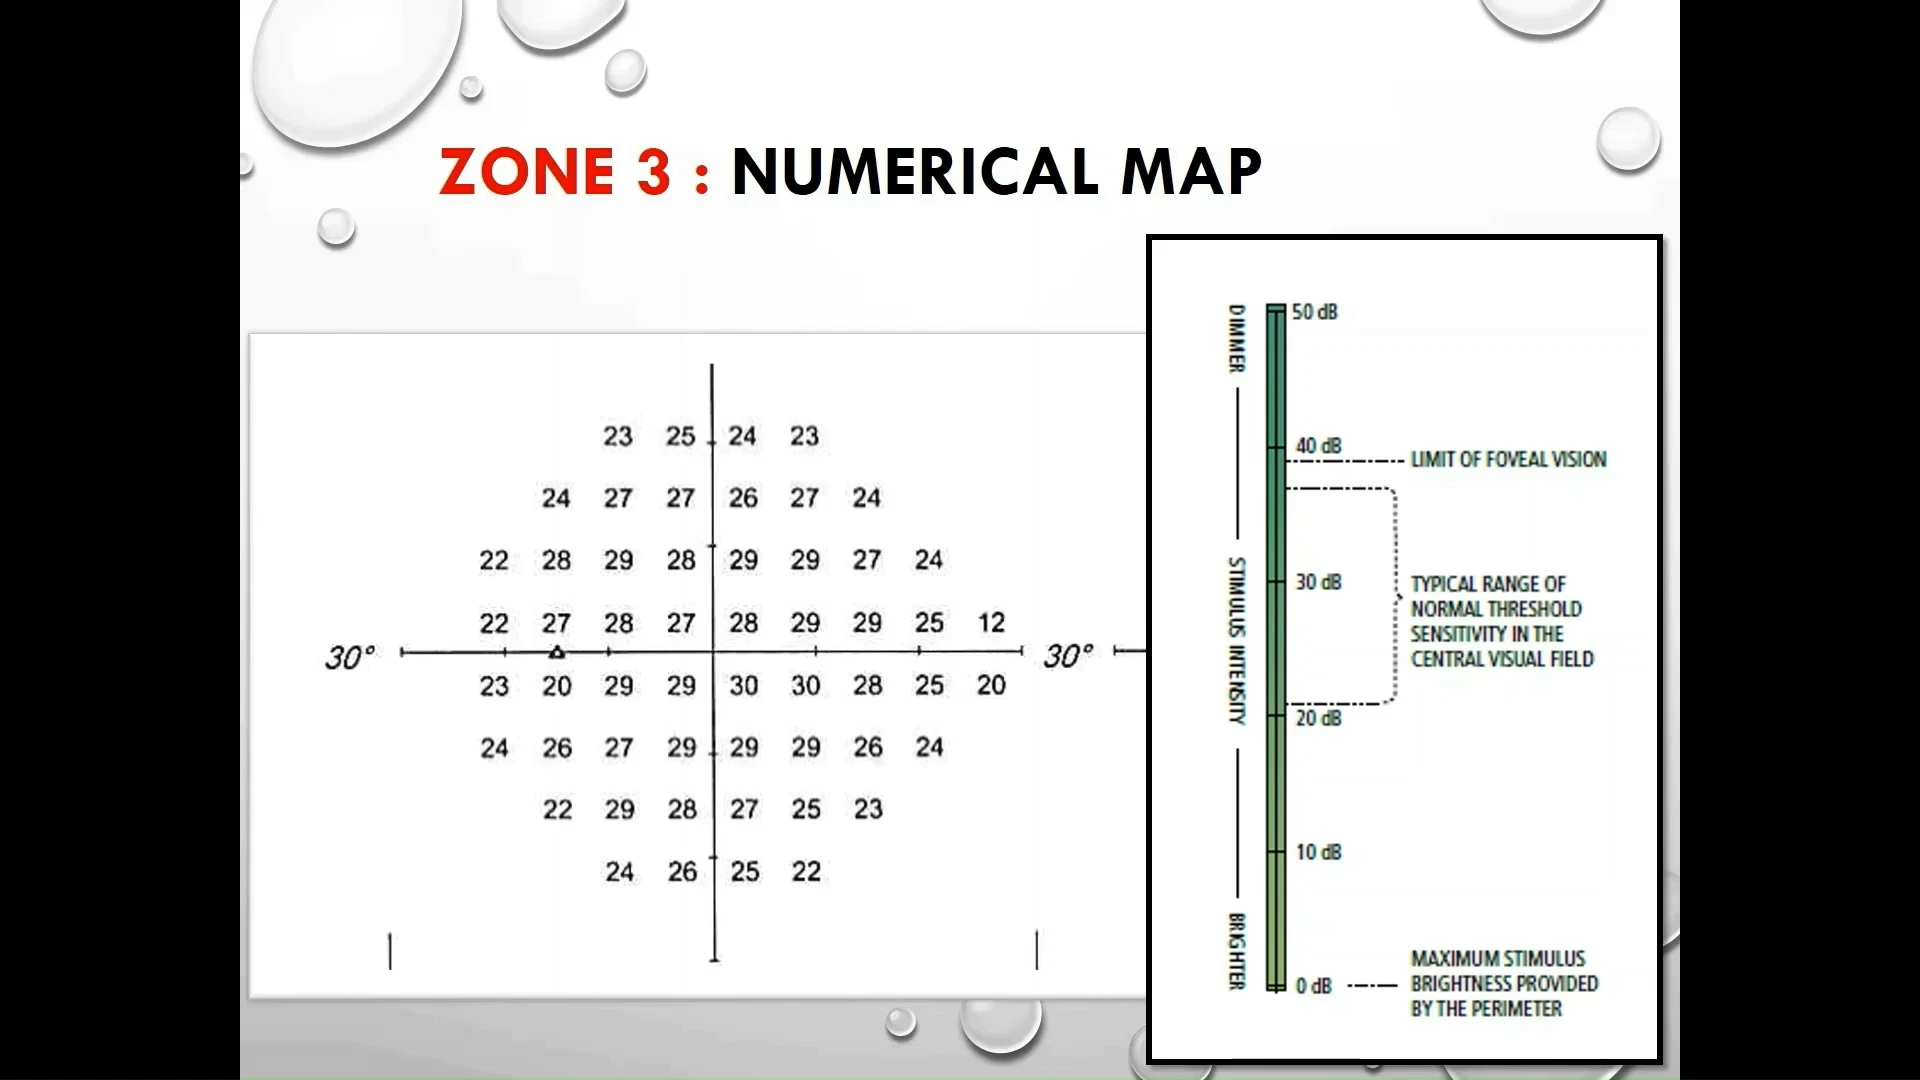 ZONE 3 : NUMERICAL MAP
23 25 24 23
24 27 27 26 27 24
22 28 29 28 29 29 27 24
22 27 28 27 28 29 29 25 12
30° 30°
23 20 29 29 30 30 28 25 20
24 26 27 29 29 29 26 24
22 29 28 27 25 23
24 26 25 22
DIMMER
STIMULUS INTENSITY
BRIGHTER
50 dB
40 dB
LIMIT OF FOVEAL VISION
30 dB
TYPICAL RANGE OF
NORMAL THRESHOLD
SENSITIVITY IN THE
CENTRAL VISUAL FIELD
20 dB
10 dB
0 dB
MAXIMUM STIMULUS
BRIGHTNESS PROVIDED
BY THE PERIMETER